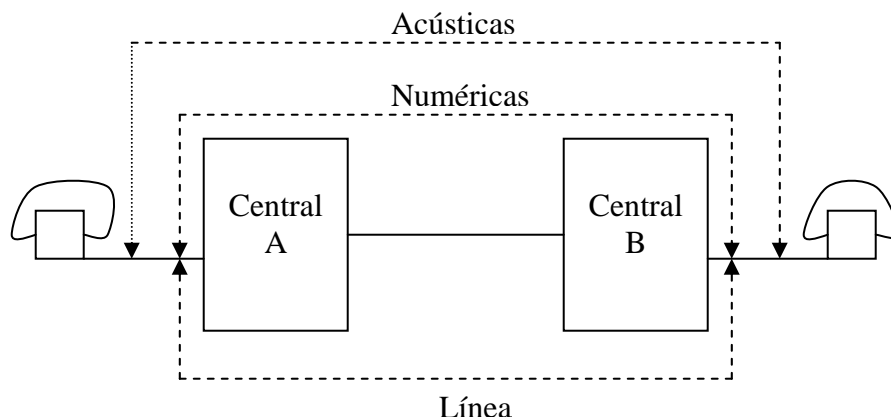 Acústicas
Numéricas
Central
A
Central
B
Línea